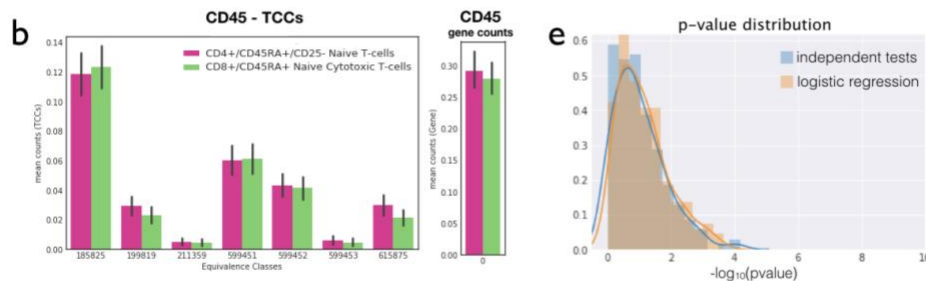 b
CD45 - TCCs
CD4+/CD45RA+/CD25- Naive T-cells
CD8+/CD45RA+ Naive Cytotoxic T-cells
mean counts (TCCs)
0.14
0.12
0.10
0.08
0.06
0.04
0.02
0.00
185825 199819 211359 599451 599452 599453 615875
Equivalence Classes
CD45
gene counts
mean counts (Gene)
0.30
0.25
0.20
0.15
0.10
0.05
0.00
0
e
p-value distribution
independent tests
logistic regression
0.6
0.5
0.4
0.3
0.2
0.1
0.0
0 2 4 6 8 10
-log10(pvalue)